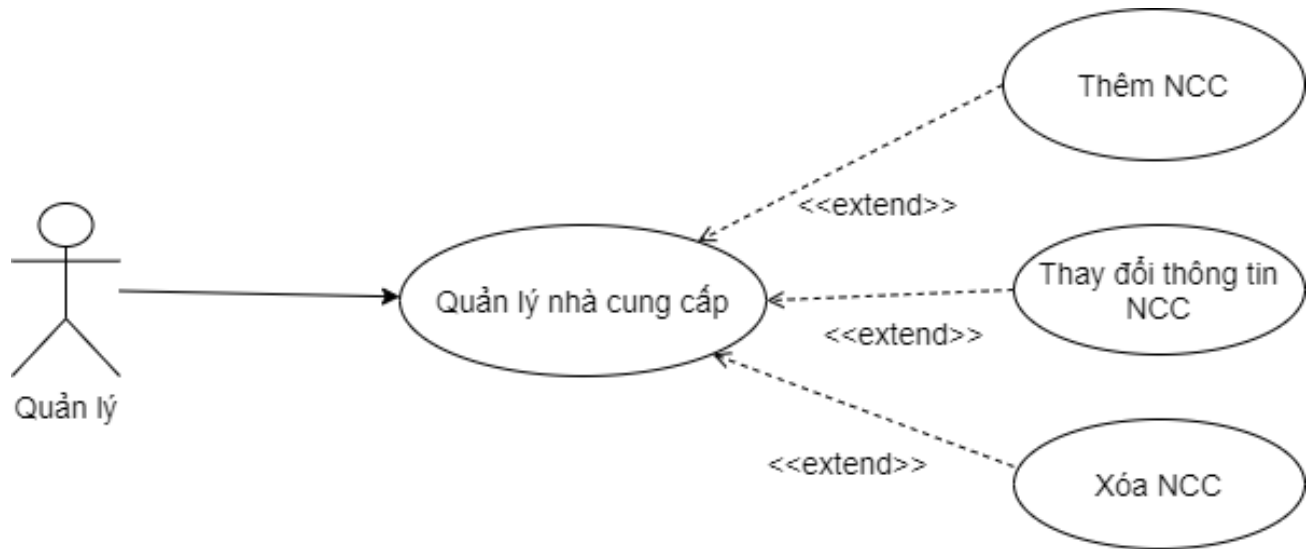 Thêm NCC
<<extend>>
Quản lý nhà cung cấp
Thay đổi thông tin
NCC
<<extend>>
Quản lý
<<extend>>
Xóa NCC